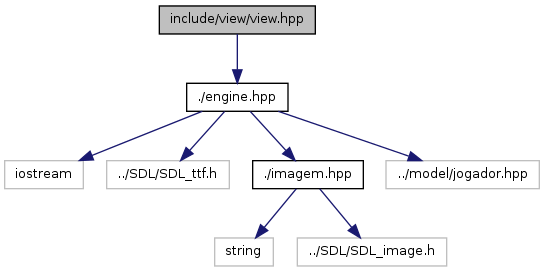 include/view/view.hpp
./engine.hpp
iostream
../SDL/SDL_ttf.h
./imagem.hpp
../model/jogador.hpp
string
../SDL/SDL_image.h